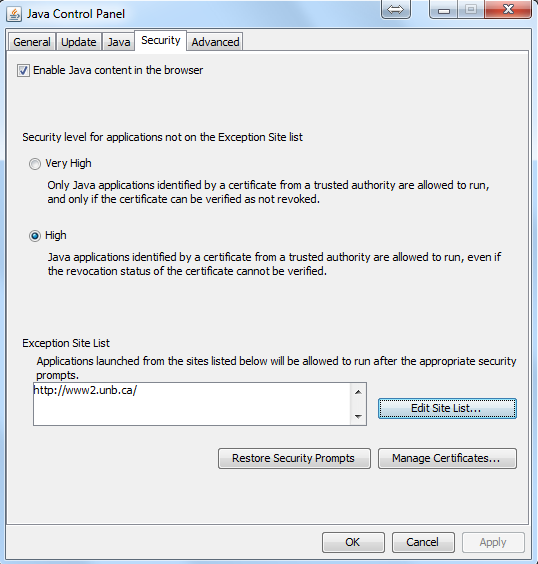 Java Control Panel
General Update Java Security Advanced
Enable Java content in the browser
Security level for applications not on the Exception Site list
Very High
Only Java applications identified by a certificate from a trusted authority are allowed to run,
and only if the certificate can be verified as not revoked.
High
Java applications identified by a certificate from a trusted authority are allowed to run, even if
the revocation status of the certificate cannot be verified.
Exception Site List
Applications launched from the sites listed below will be allowed to run after the appropriate security
prompts.
http://www2.unb.ca/
Edit Site List...
Restore Security Prompts Manage Certificates...
OK Cancel Apply